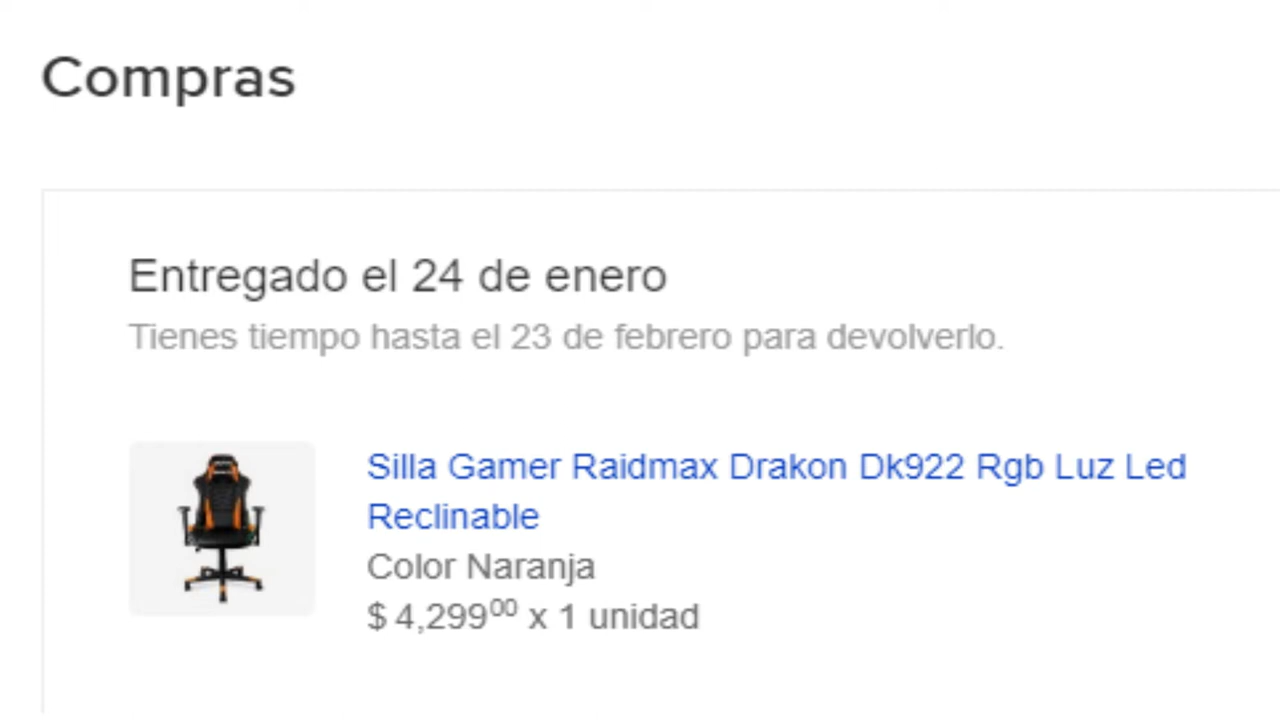 Compras
Entregado el 24 de enero
Tienes tiempo hasta el 23 de febrero para devolverlo.
Silla Gamer Raidmax Drakon Dk922 Rgb Luz Led
Reclinable
Color Naranja
$ 4,299⁰⁰ x 1 unidad